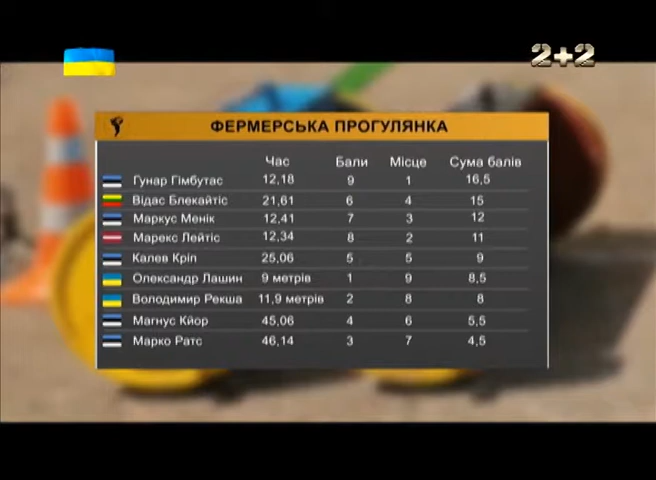 2+2
ФЕРМЕРСЬКА ПРОГУЛЯНКА
Час Бали Місце Сума балів
Гунар Гімбутас 12,18 9 1 16,5
Відас Блекайтіс 21,61 6 4 15
Маркус Менік 12,41 7 3 12
Марекс Лейтіс 12,34 8 2 11
Калев Кріп 25,06 5 5 9
Олександр Лашин 9 метрів 1 9 8,5
Володимир Рекша 11,9 метрів 2 8 8
Магнус Кйор 45,06 4 6 5,5
Марко Ратс 46,14 3 7 4,5